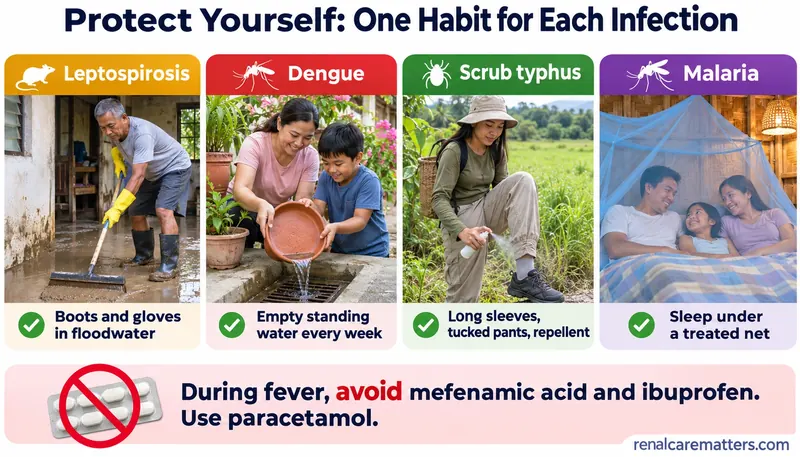 Protect Yourself: One Habit for Each Infection
Leptospirosis
Dengue
Scrub typhus
Malaria
Boots and gloves
in floodwater
Empty standing
water every week
Long sleeves,
tucked pants, repellent
Sleep under
a treated net
During fever, avoid mefenamic acid and ibuprofen.
Use paracetamol.
renalcarematters.com